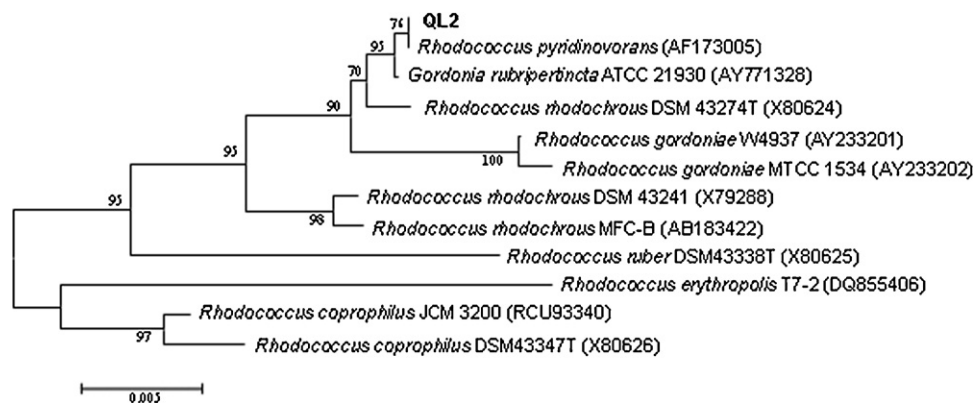 76
QL2
95
Rhodococcus pyridinovorans (AF173005)
70
Gordonia rubripertincta ATCC 21930 (AY771328)
90
Rhodococcus rhodochrous DSM 43274T (X80624)
Rhodococcus gordoniae W4937 (AY233201)
100
Rhodococcus gordoniae MTCC 1534 (AY233202)
95
Rhodococcus rhodochrous DSM 43241 (X79288)
95
98
Rhodococcus rhodochrous MFC-B (AB183422)
Rhodococcus ruber DSM43338T (X80625)
Rhodococcus erythropolis T7-2 (DQ855406)
Rhodococcus coprophilus JCM 3200 (RCU93340)
97
Rhodococcus coprophilus DSM43347T (X80626)
0.005